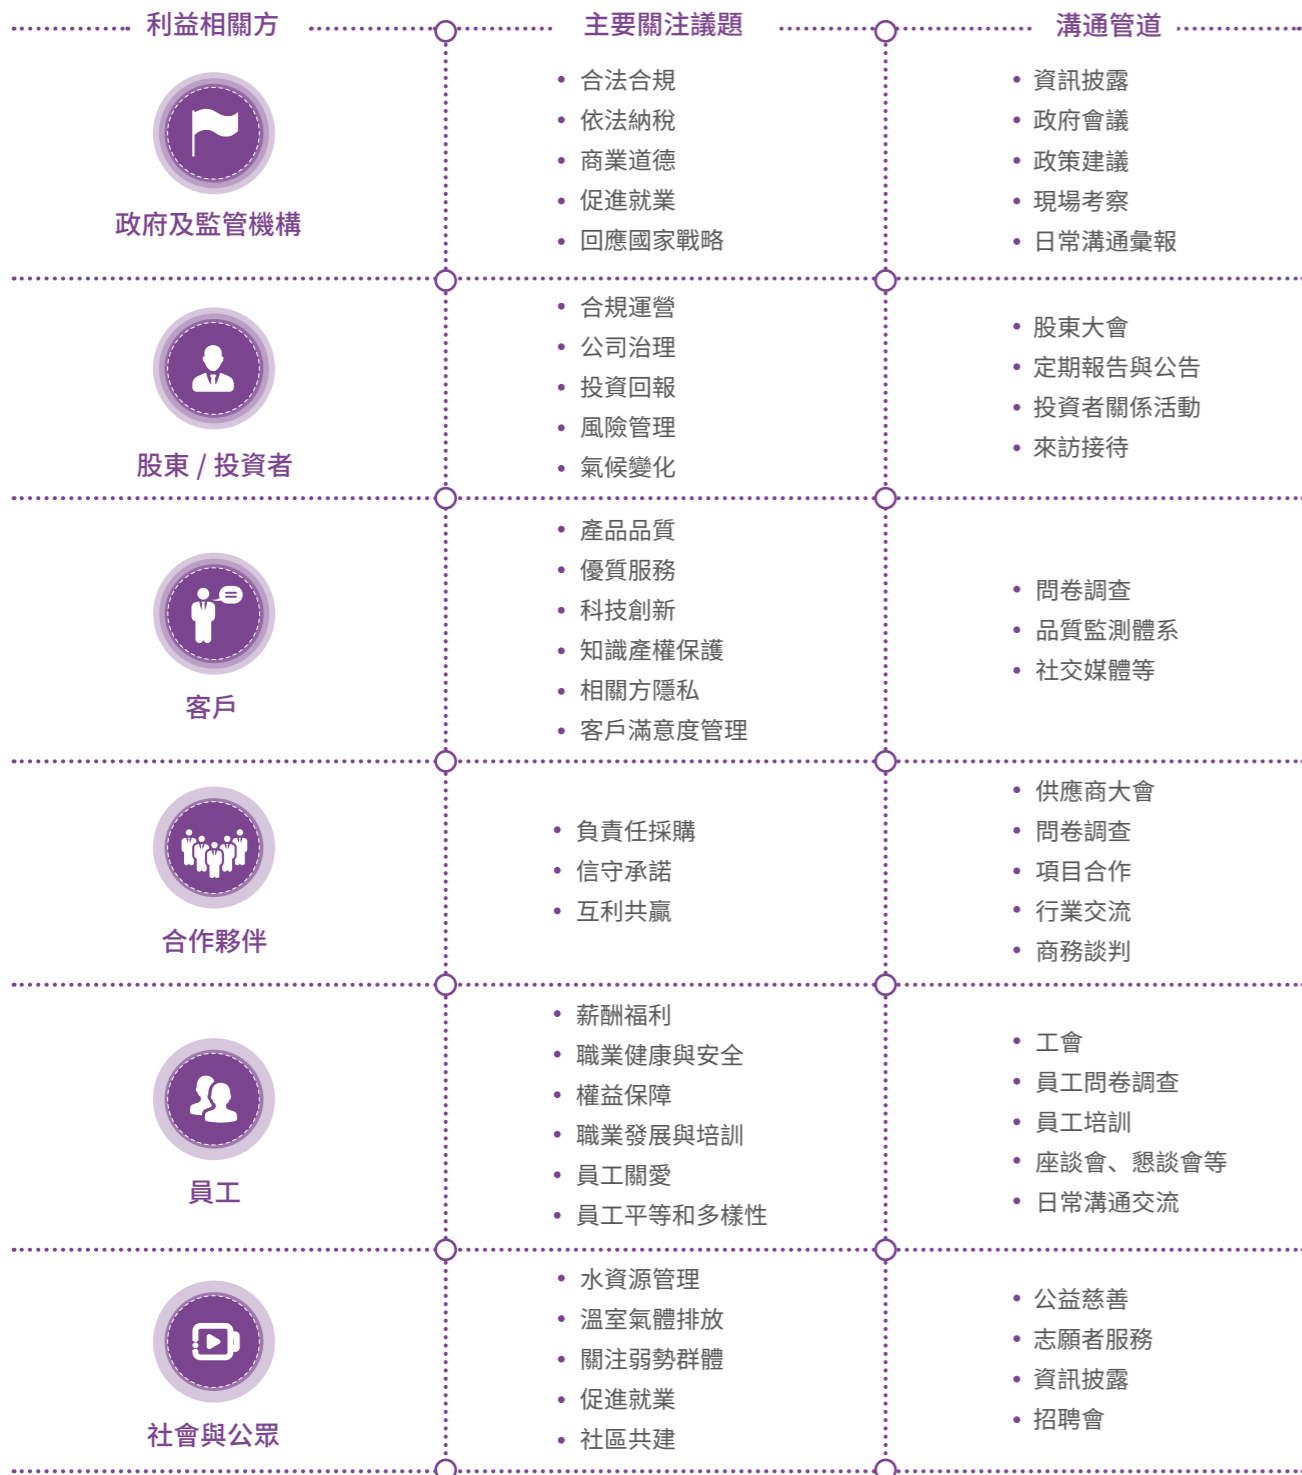 利益相關方
主要關注議題
溝通管道
政府及監管機構
• 合法合規
• 依法納稅
• 商業道德
• 促進就業
• 回應國家戰略
• 資訊披露
• 政府會議
• 政策建議
• 現場考察
• 日常溝通彙報
股東 / 投資者
• 合規運營
• 公司治理
• 投資回報
• 風險管理
• 氣候變化
• 股東大會
• 定期報告與公告
• 投資者關係活動
• 來訪接待
客戶
• 產品品質
• 優質服務
• 科技創新
• 知識產權保護
• 相關方隱私
• 客戶滿意度管理
• 問卷調查
• 品質監測體系
• 社交媒體等
合作夥伴
• 負責任採購
• 信守承諾
• 互利共贏
• 供應商大會
• 問卷調查
• 項目合作
• 行業交流
• 商務談判
員工
• 薪酬福利
• 職業健康與安全
• 權益保障
• 職業發展與培訓
• 員工關愛
• 員工平等和多樣性
• 工會
• 員工問卷調查
• 員工培訓
• 座談會、懇談會等
• 日常溝通交流
社會與公眾
• 水資源管理
• 溫室氣體排放
• 關注弱勢群體
• 促進就業
• 社區共建
• 公益慈善
• 志願者服務
• 資訊披露
• 招聘會